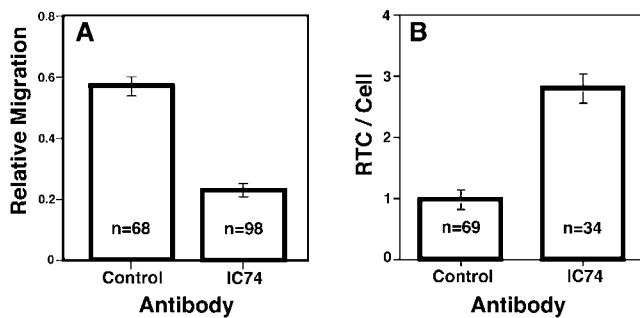 A
Relative Migration
0.8
0.6
0.4
0.2
0
n=68
n=98
Control
IC74
Antibody
B
RTC / Cell
4
3
2
1
0
n=69
n=34
Control
IC74
Antibody